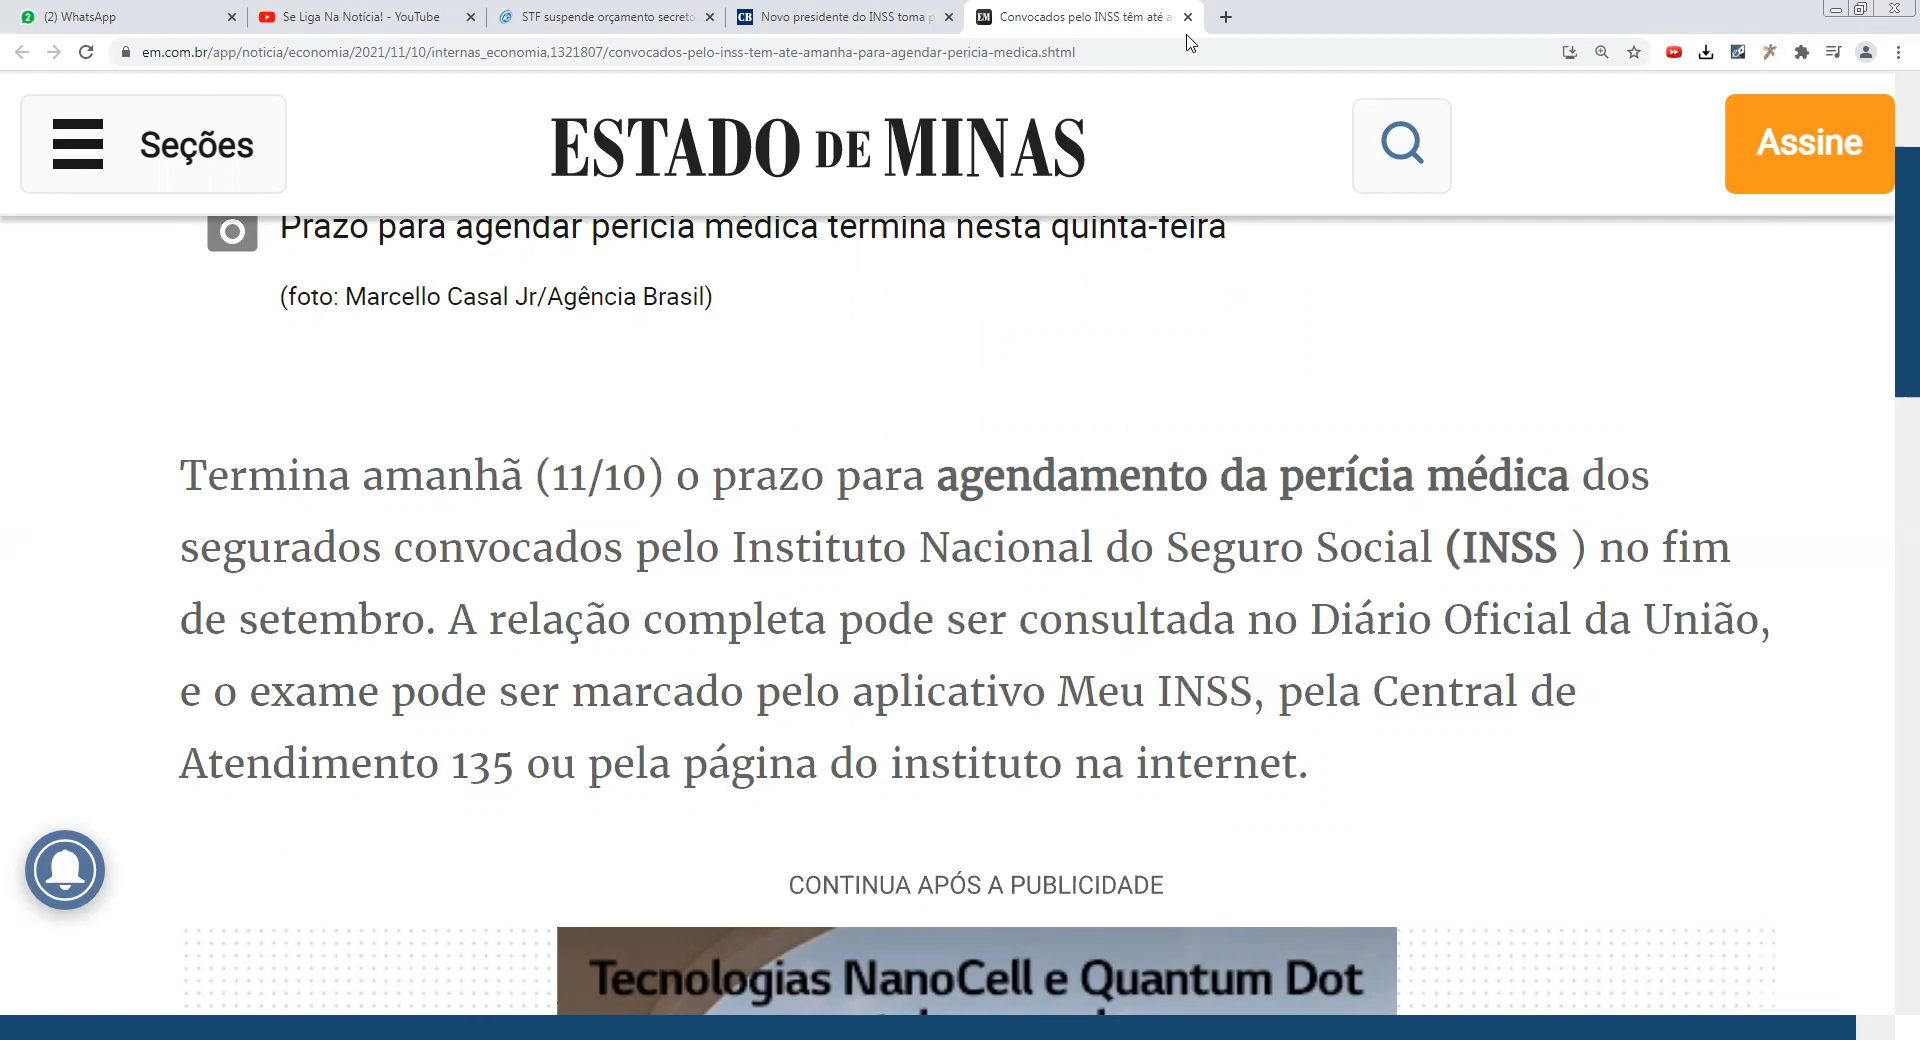 (2) WhatsApp
Se Liga Na Notícia! - YouTube
STF suspende orçamento secreto
Novo presidente do INSS toma p
Convocados pelo INSS têm até a
em.com.br/app/noticia/economia/2021/11/10/internas_economia,1321807/convocados-pelo-inss-tem-ate-amanha-para-agendar-pericia-medica.shtml
Seções
ESTADO DE MINAS
Assine
Prazo para agendar perícia médica termina nesta quinta-feira
(foto: Marcello Casal Jr/Agência Brasil)
Termina amanhã (11/10) o prazo para agendamento da perícia médica dos
segurados convocados pelo Instituto Nacional do Seguro Social (INSS ) no fim
de setembro. A relação completa pode ser consultada no Diário Oficial da União,
e o exame pode ser marcado pelo aplicativo Meu INSS, pela Central de
Atendimento 135 ou pela página do instituto na internet.
CONTINUA APÓS A PUBLICIDADE
Tecnologias NanoCell e Quantum Dot